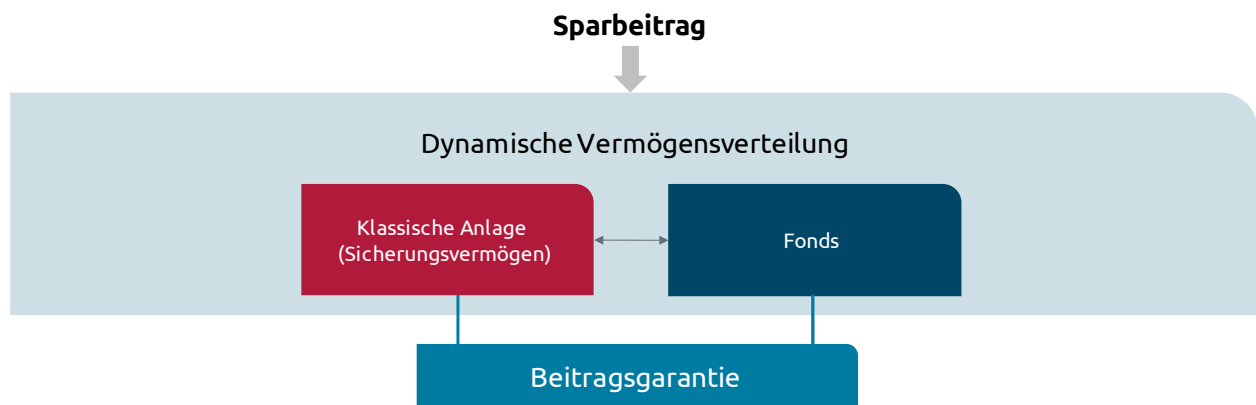 Sparbeitrag
Dynamische Vermögensverteilung
Klassische Anlage
(Sicherungsvermögen)
Fonds
Beitragsgarantie